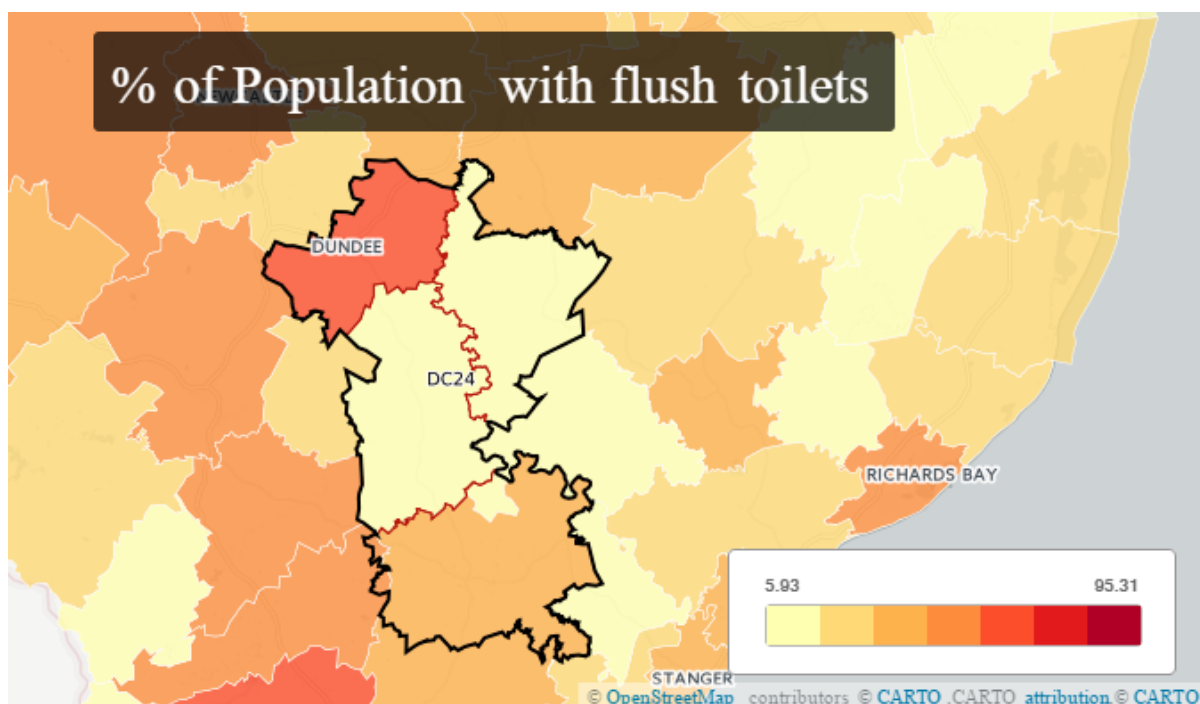 % of Population with flush toilets
NEWCASTLE
DUNDEE
DC24
RICHARDS BAY
5.93 95.31
STANGER
© OpenStreetMap contributors © CARTO ,CARTO attribution,© CARTO